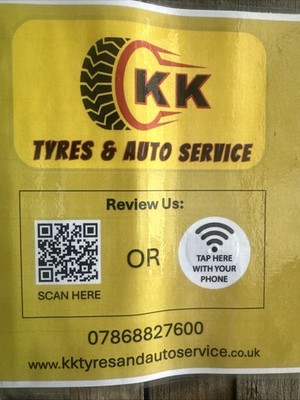 KK
TYRES & AUTO SERVICE
Review Us:
SCAN HERE
OR
TAP HERE
WITH YOUR
PHONE
07868827600
www.kktyresandautoservice.co.uk